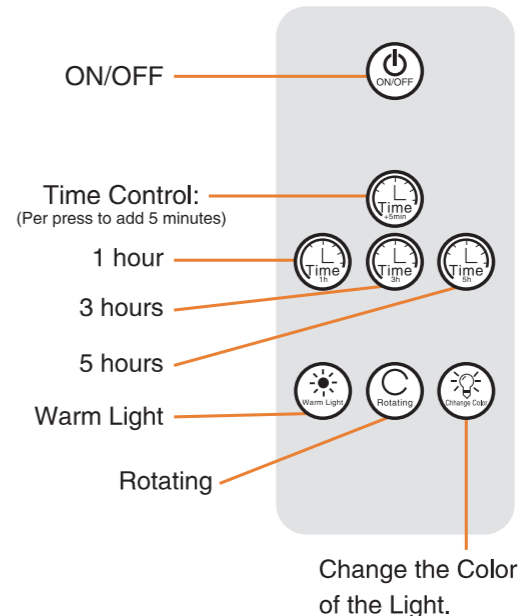 ON/OFF
ON/OFF
Time Control:
(Per press to add 5 minutes)
Time
+5min
1 hour
Time
1h
Time
3h
Time
5h
3 hours
5 hours
Warm Light
Rotating
Chhange Color
Warm Light
Rotating
Change the Color
of the Light.